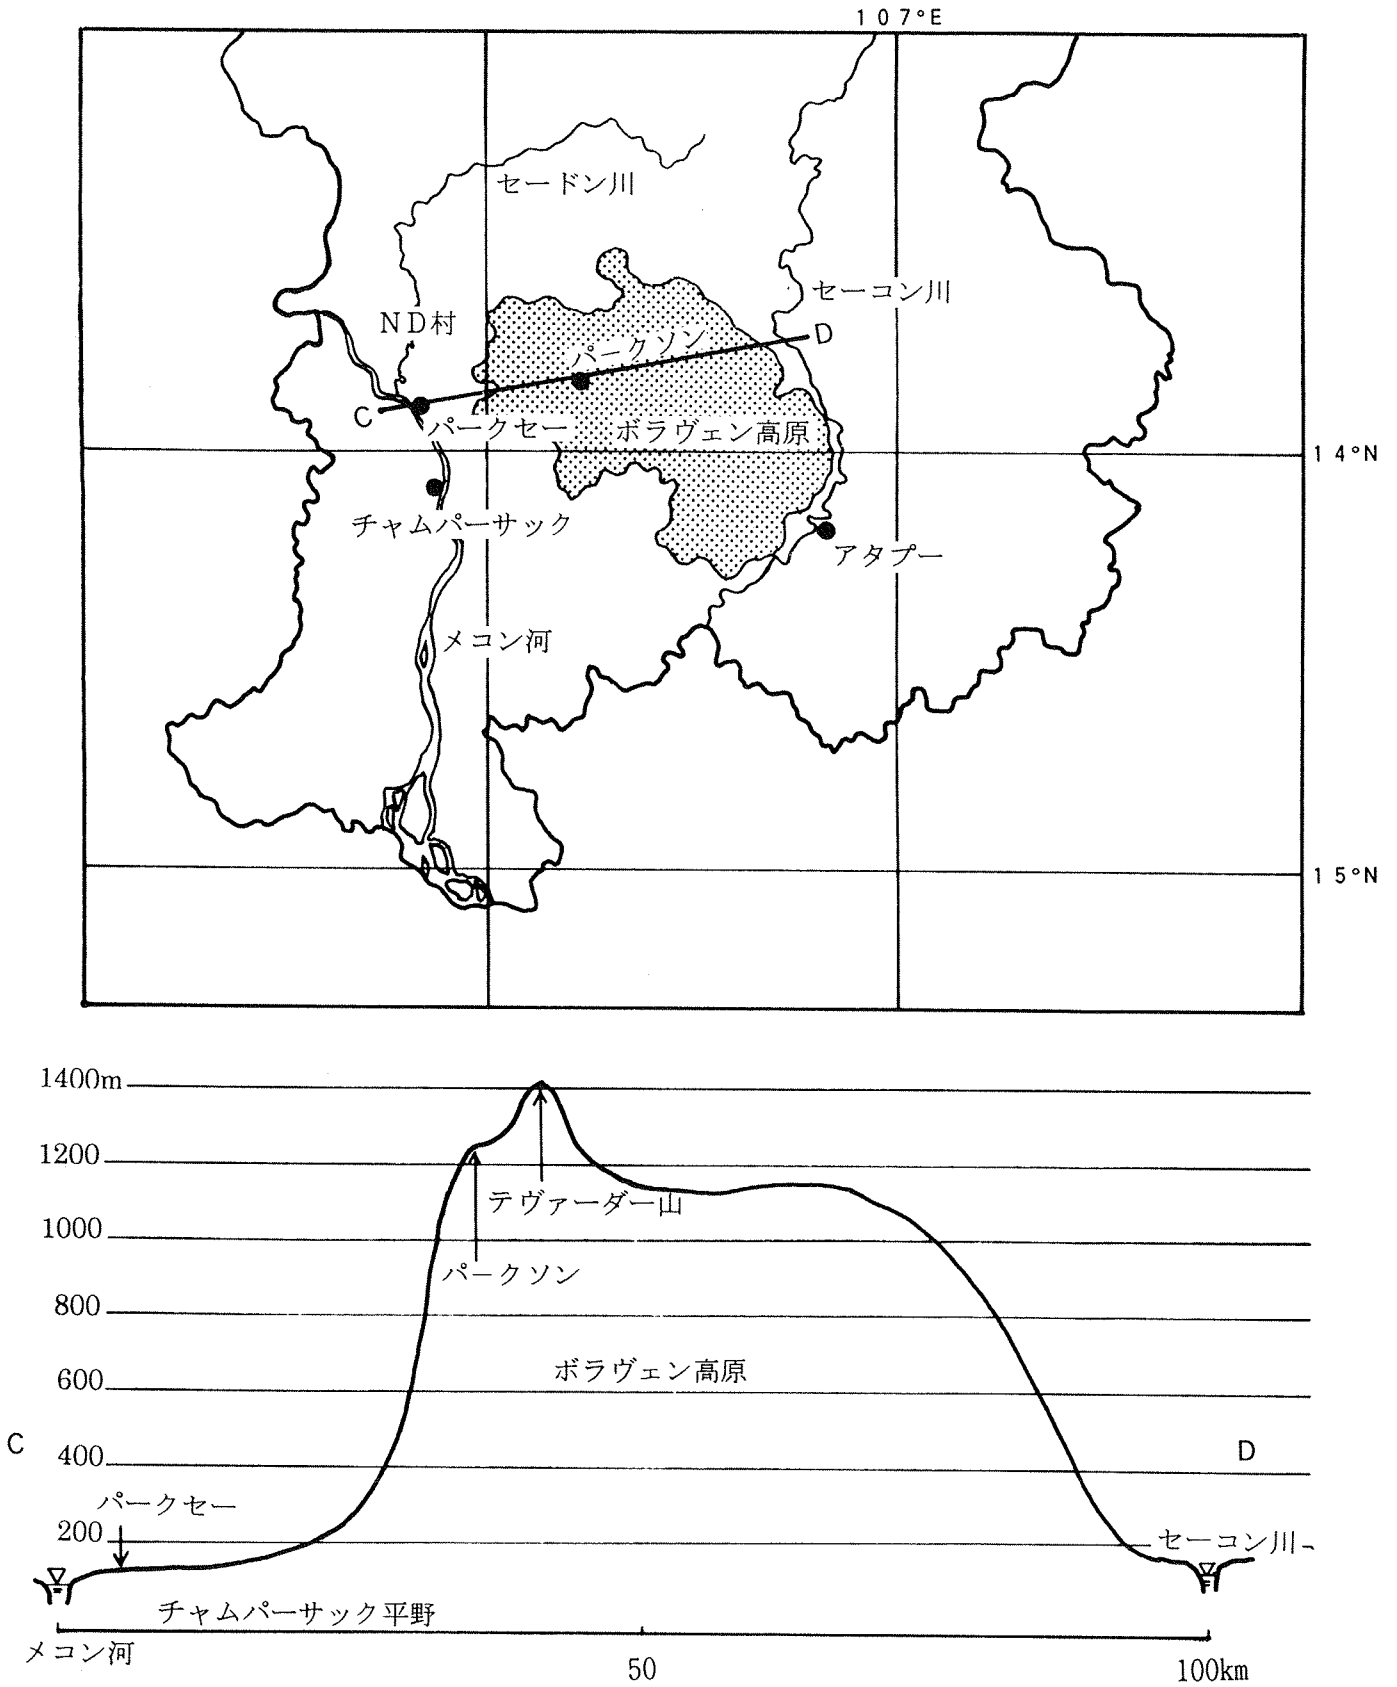 107°E
セードン川
セーコン川
ND村
D
パークソン
C
パークセー
ボラヴェン高原
14°N
チャムパーサック
アタプー
メコン河
15°N
1400m
1200
テヴァーダー山
1000
パークソン
800
ボラヴェン高原
600
C
400
D
パークセー
200
セーコン川
チャムパーサック平野
メコン河
50
100km